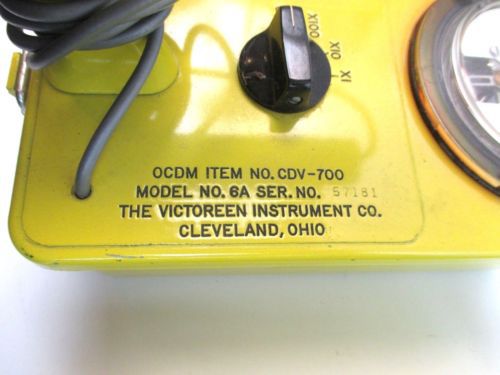 X100
X10
X1
OCDM ITEM NO. CDV-700
MODEL NO. 6A SER. NO. 57181
THE VICTOREEN INSTRUMENT CO.
CLEVELAND, OHIO